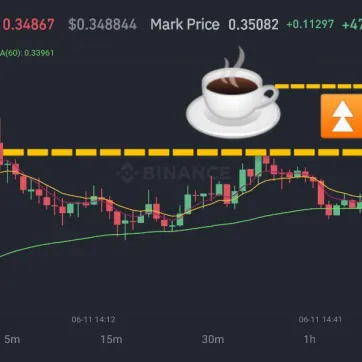 0.34867 $0.348844 Mark Price 0.35082 +0.11297 +47
A(60): 0.33961
BINANCE
06-11 14:12 06-11 14:41
5m 15m 30m 1h